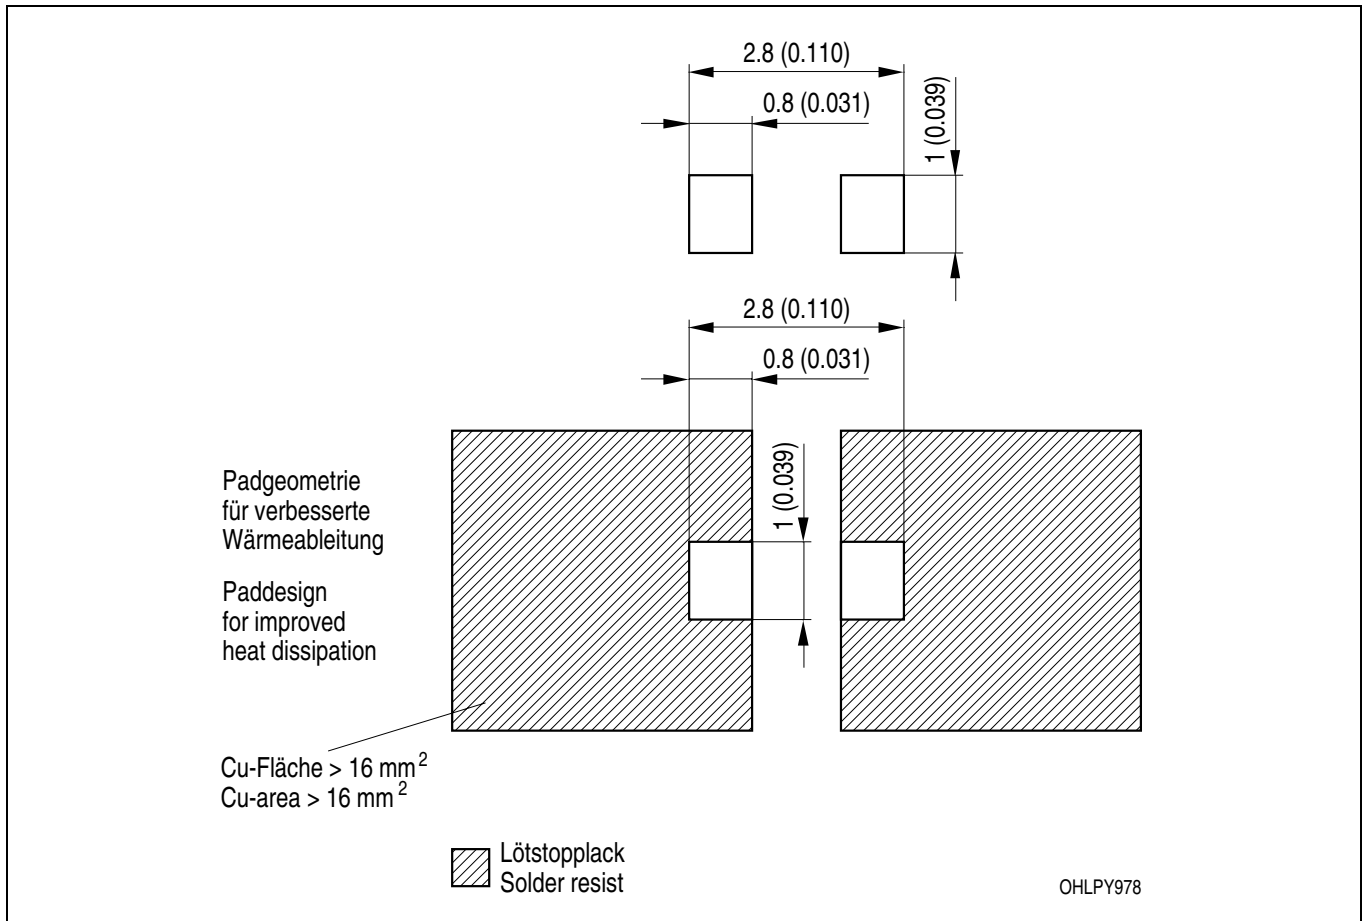 2.8 (0.110)
0.8 (0.031)
1 (0.039)
2.8 (0.110)
0.8 (0.031)
1 (0.039)
Padgeometrie
für verbesserte
Wärmeableitung
Paddesign
for improved
heat dissipation
Cu-Fläche > 16 mm²
Cu-area > 16 mm²
Lötstopplack
Solder resist
OHLPY978